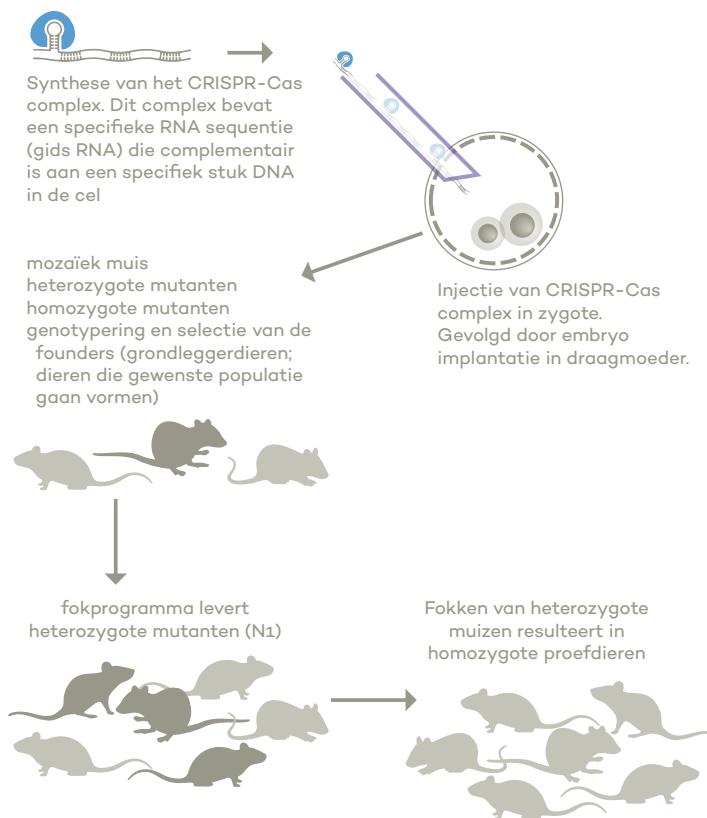 Synthese van het CRISPR-Cas
complex. Dit complex bevat
een specifieke RNA sequentie
(gids RNA) die complementair
is aan een specifiek stuk DNA
in de cel
Injectie van CRISPR-Cas
complex in zygote.
Gevolgd door embryo
implantatie in draagmoeder.
mozaïek muis
heterozygote mutanten
homozygote mutanten
genotypering en selectie van de
founders (grondleggerdieren;
dieren die gewenste populatie
gaan vormen)
fokprogramma levert
heterozygote mutanten (N1)
Fokken van heterozygote
muizen resulteert in
homozygote proefdieren